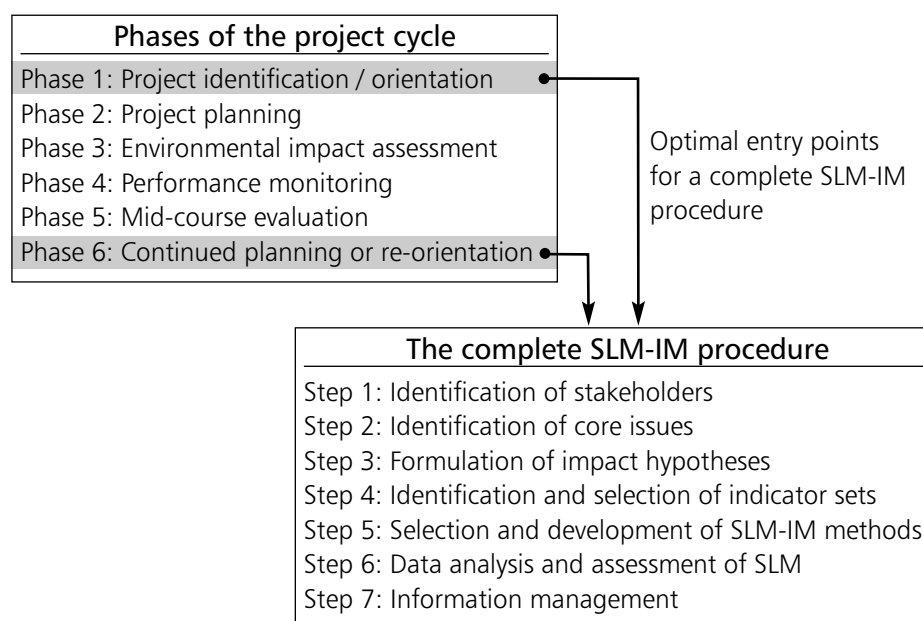 Phases of the project cycle
Phase 1: Project identification / orientation
Phase 2: Project planning
Phase 3: Environmental impact assessment
Phase 4: Performance monitoring
Phase 5: Mid-course evaluation
Phase 6: Continued planning or re-orientation
Optimal entry points
for a complete SLM-IM
procedure
The complete SLM-IM procedure
Step 1: Identification of stakeholders
Step 2: Identification of core issues
Step 3: Formulation of impact hypotheses
Step 4: Identification and selection of indicator sets
Step 5: Selection and development of SLM-IM methods
Step 6: Data analysis and assessment of SLM
Step 7: Information management